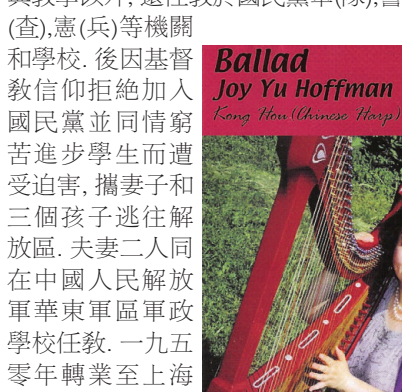 (查),憲(兵)等機關
和學校. 後因基督
教信仰拒絶加入
國民黨並同情窮
苦進步學生而遭
受迫害, 攜妻子和
三個孩子逃往解
放區. 夫妻二人同
在中國人民解放
軍華東軍區軍政
學校任教. 一九五
零年轉業至上海
Ballad
Joy Yu Hoffman
Kong Hou (Chinese Harp)